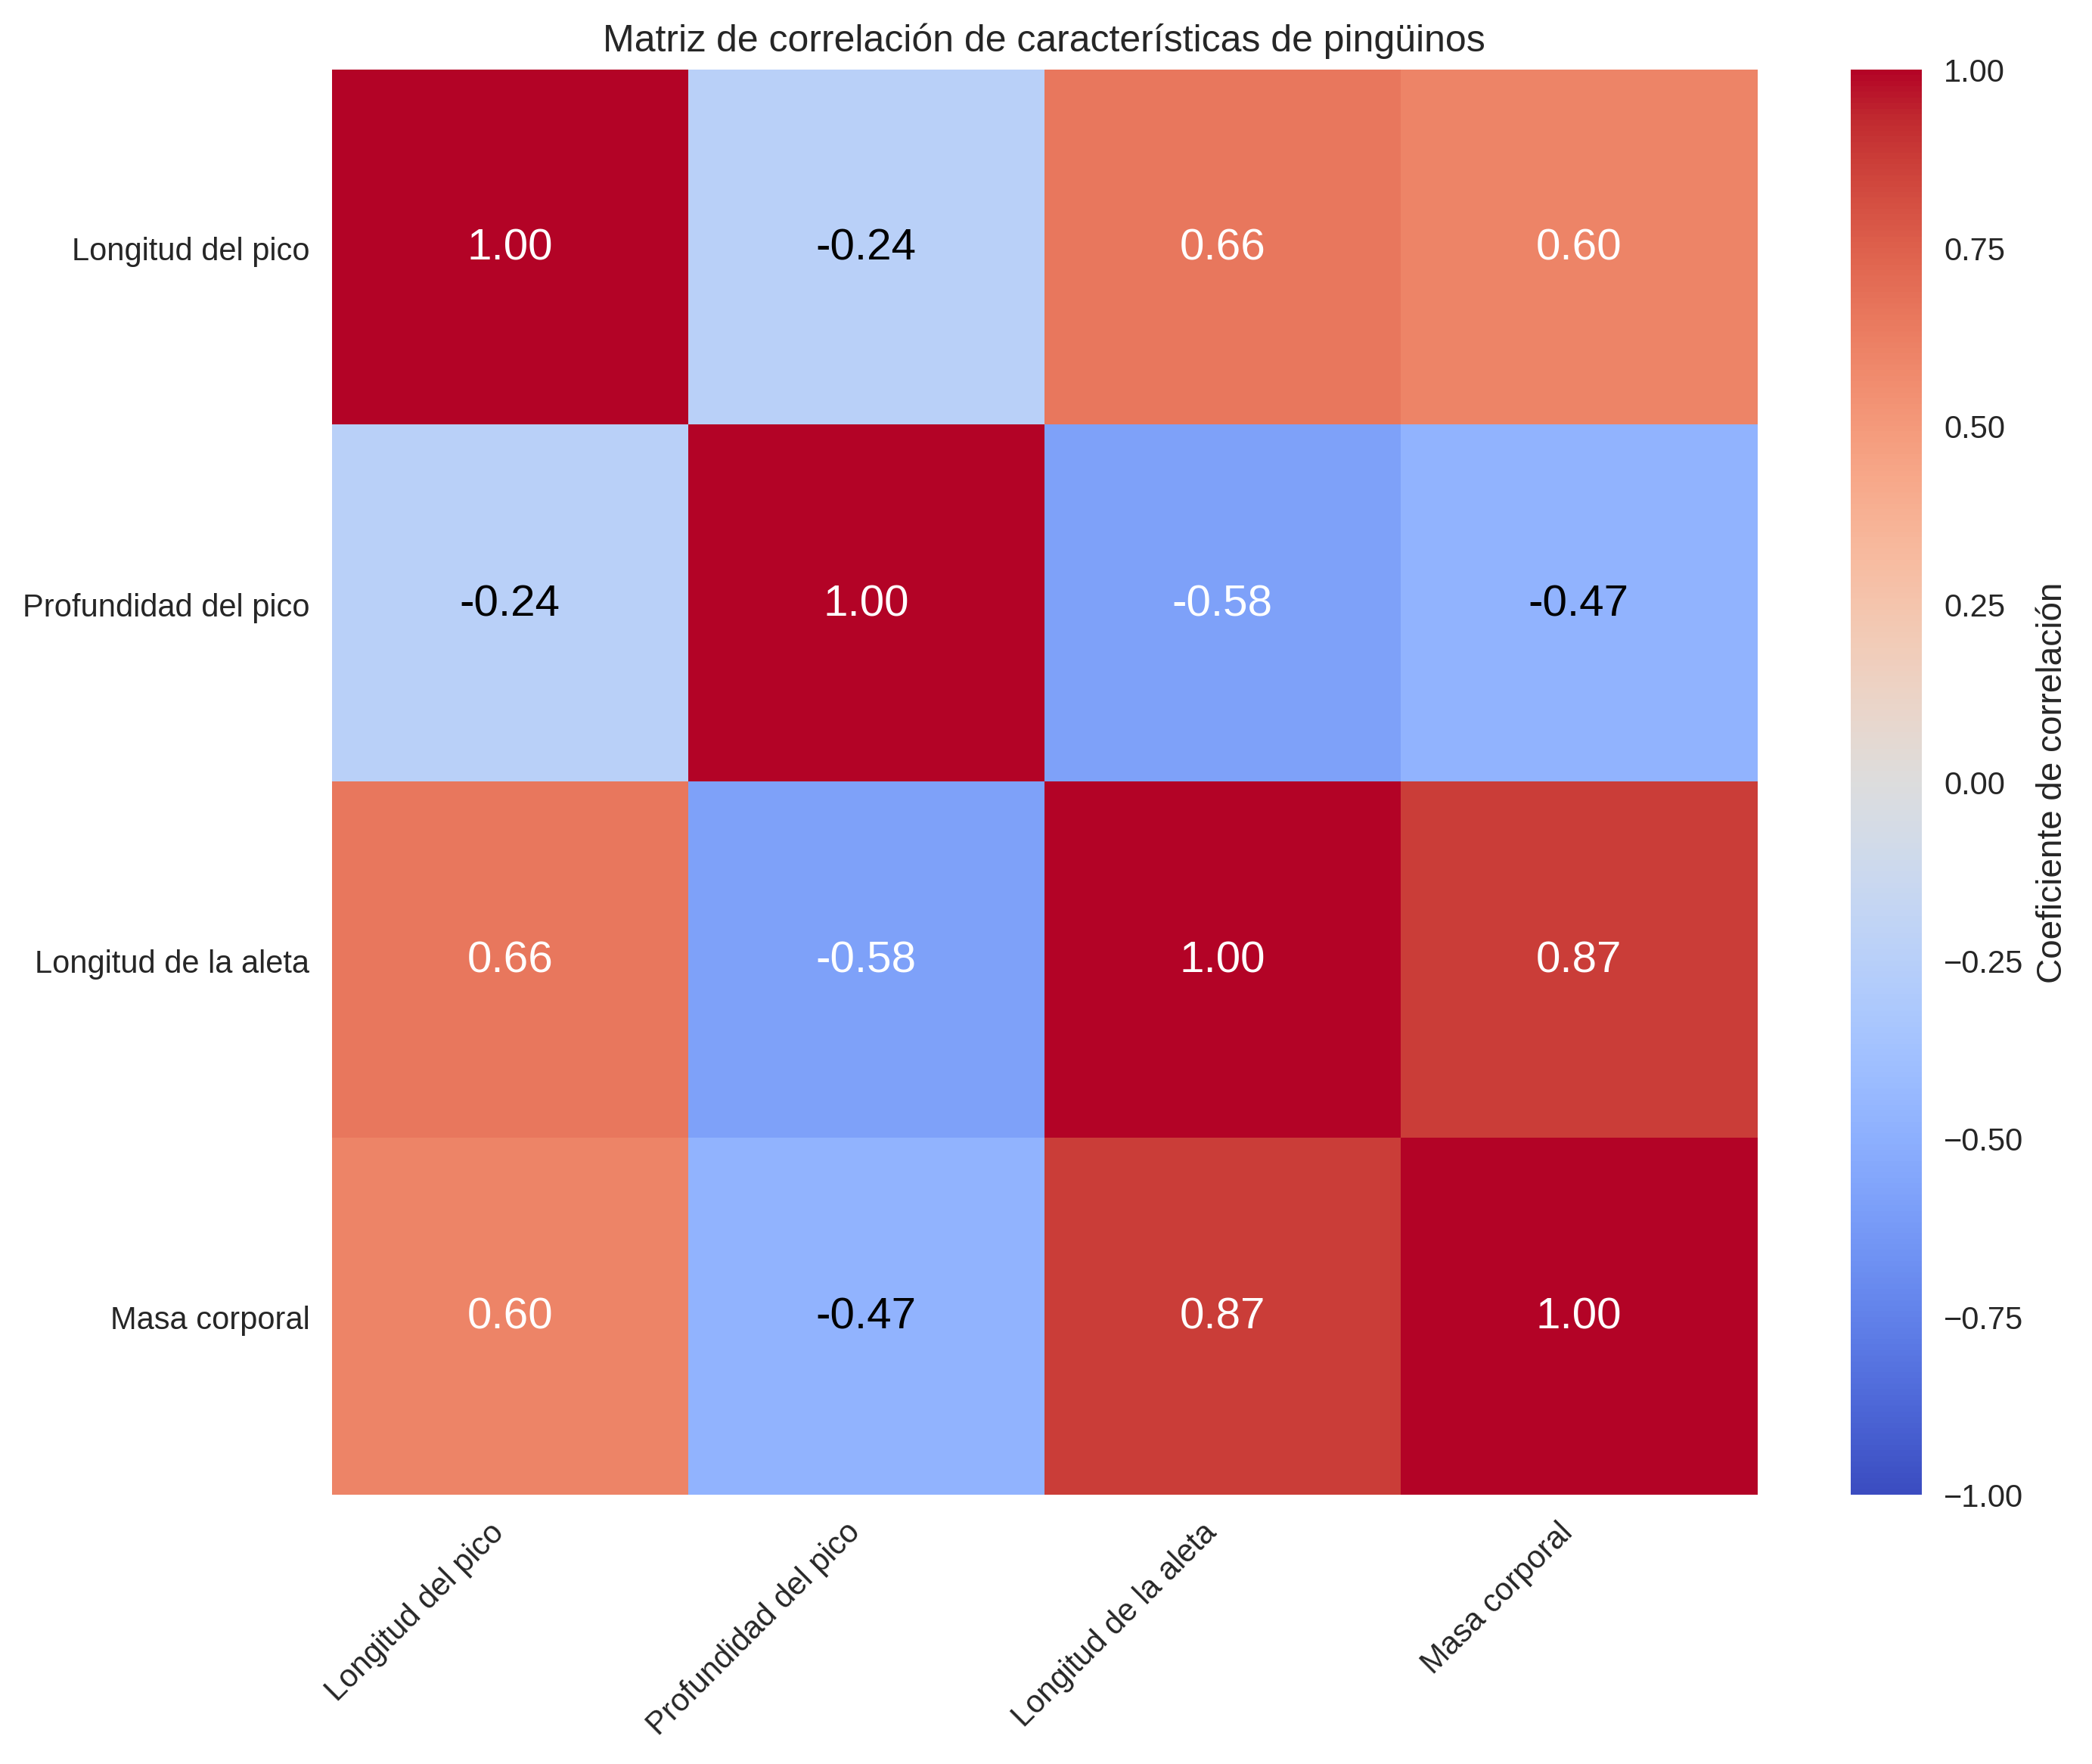 Matriz de correlación de características de pingüinos
Longitud del pico
1.00
-0.24
0.66
0.60
Profundidad del pico
-0.24
1.00
-0.58
-0.47
Longitud de la aleta
0.66
-0.58
1.00
0.87
Masa corporal
0.60
-0.47
0.87
1.00
Longitud del pico
Profundidad del pico
Longitud de la aleta
Masa corporal
1.00
0.75
0.50
0.25
0.00
−0.25
−0.50
−0.75
−1.00
Coeficiente de correlación